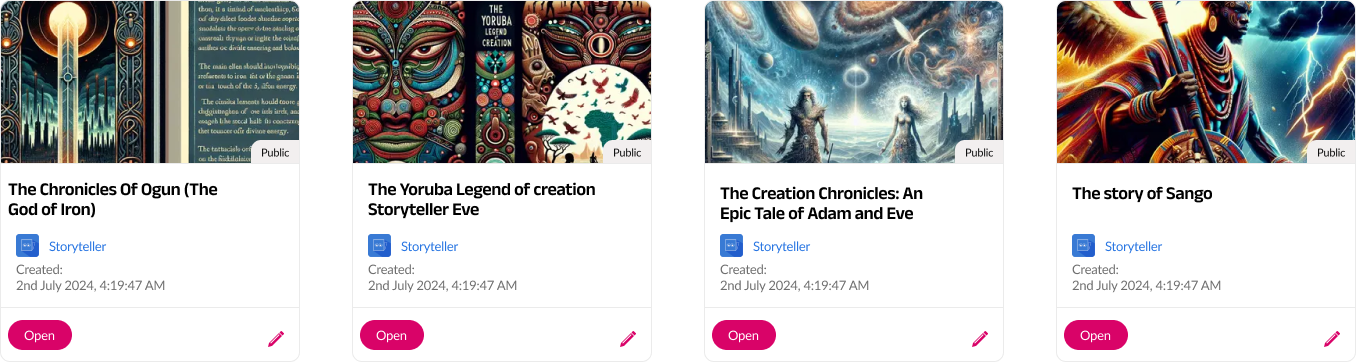 THE
YORUBA
LEGEND
OF
CREATION
Public
The Chronicles Of Ogun (The
God of Iron)
Storyteller
Created:
2nd July 2024, 4:19:47 AM
Open
Public
The Yoruba Legend of creation
Storyteller Eve
Storyteller
Created:
2nd July 2024, 4:19:47 AM
Open
Public
The Creation Chronicles: An
Epic Tale of Adam and Eve
Storyteller
Created:
2nd July 2024, 4:19:47 AM
Open
Public
The story of Sango
Storyteller
Created:
2nd July 2024, 4:19:47 AM
Open